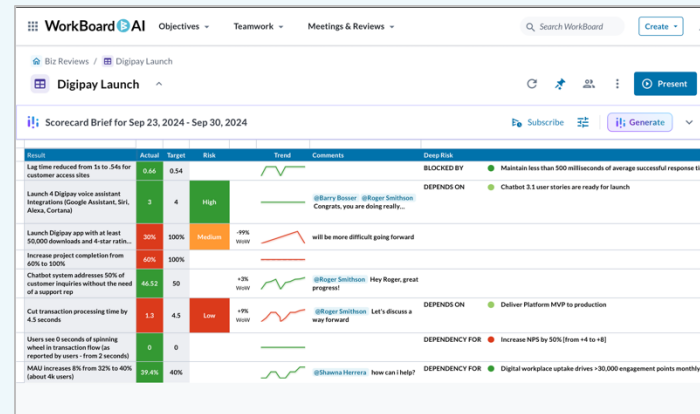 WorkBoard AI Objectives Teamwork Meetings & Reviews Search WorkBoard Create
Biz Reviews / Digipay Launch
Digipay Launch Present
Scorecard Brief for Sep 23, 2024 - Sep 30, 2024 Subscribe Generate
Result Actual Target Risk Trend Comments Deep Risk
Lag time reduced from 1s to .54s for
customer access sites
0.66 0.54
BLOCKED BY Maintain less than 500 milliseconds of average successful response
Launch 4 Digipay voice assistant
Integrations (Google Assistant, Siri,
Alexa, Cortana)
3 4 High
@Barry Bosser @Roger Smithson
Congrats, you are doing really...
DEPENDS ON Chatbot 3.1 user stories are ready for launch
Launch Digipay app with at least
50,000 downloads and 4-star ratin...
30% 100% Medium
-99%
WoW
will be more difficult going forward
Increase project completion from
60% to 100%
60% 100%
Chatbot system addresses 50% of
customer inquiries without the need
of a support rep
46.52 50
+3%
WoW
@Roger Smithson Hey Roger, great
progress!
Cut transaction processing time by
4.5 seconds
1.3 4.5 Low
+9%
WoW
@Roger Smithson Let's discuss a
way forward
DEPENDS ON Deliver Platform MVP to production
Users see 0 seconds of spinning
wheel in transaction flow (as
reported by users - from 2 seconds)
0 0
DEPENDENCY FOR Increase NPS by 50% [from +4 to +8]
MAU increases 8% from 32% to 40%
(about 4k users)
39.4% 40%
@Shawna Herrera how can i help?
DEPENDENCY FOR Digital workplace uptake drives >30,000 engagement points monthly